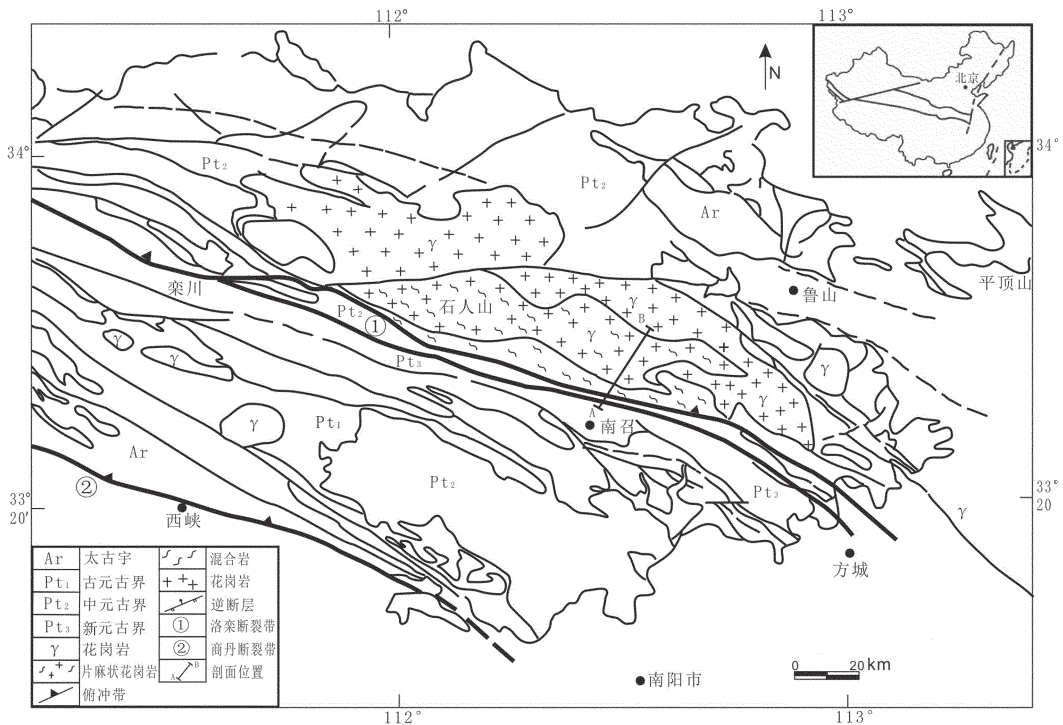 112°
113°
N
北京
34°
34°
Pt₂
Pt₂
Ar
γ
平顶山
鲁山
栾川
Pt₂
①
石人山
γ
B
γ
Pt₃
γ
γ
γ
γ
A
南召
γ
Pt₁
Ar
②
Pt₂
Pt₃
33°
20′
33°
20
γ
西峡
方城
Ar 太古宇 混合岩
Pt₁ 古元古界 花岗岩
Pt₂ 中元古界 逆断层
Pt₃ 新元古界 ① 洛栾断裂带
γ 花岗岩 ② 商丹断裂带
片麻状花岗岩 A B 剖面位置
俯冲带
南阳市
0 20 km
112°
113°